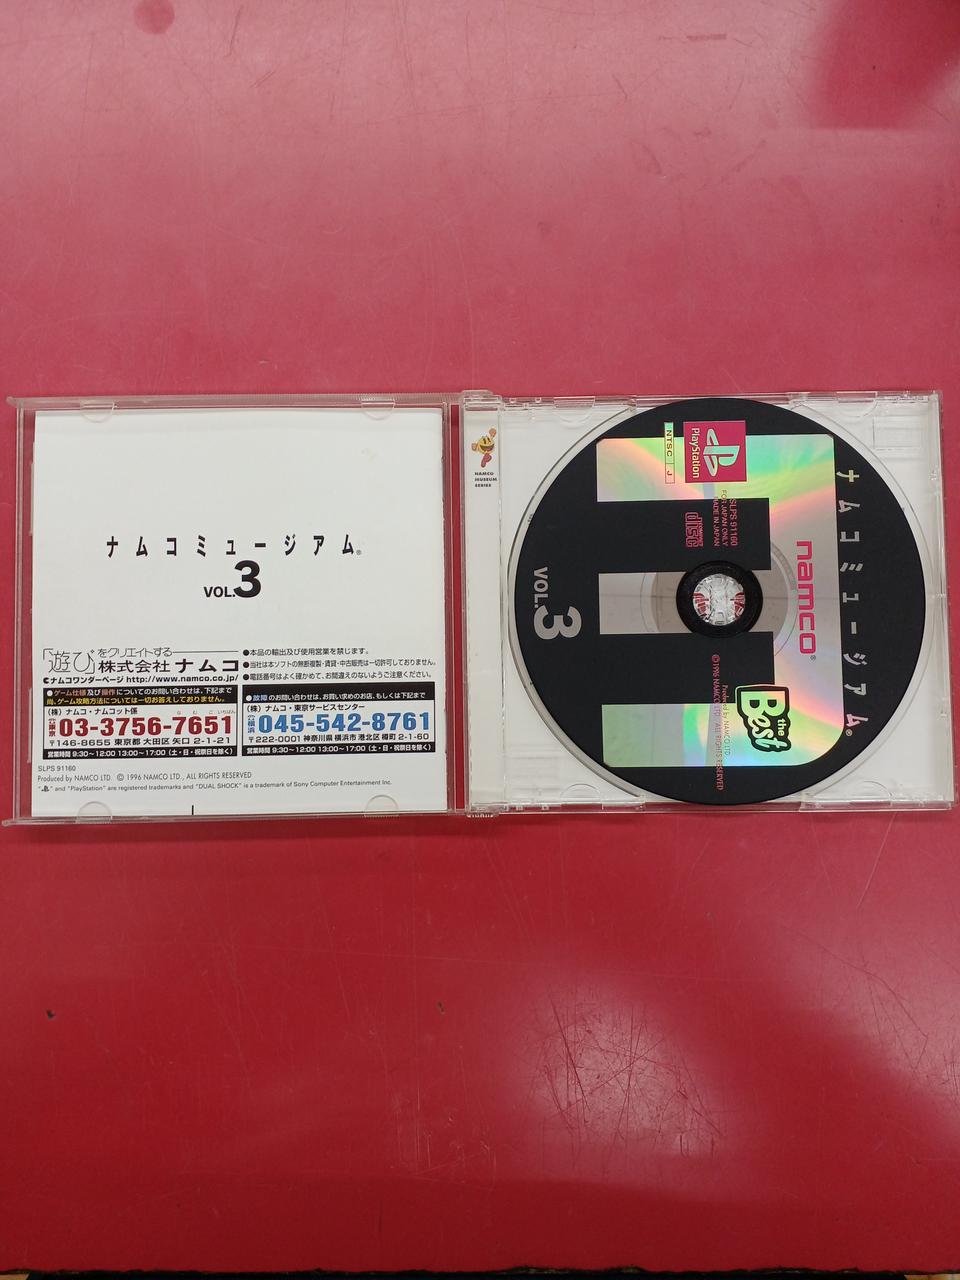 ナムコミュージアム®
VOL.3
「遊び」をクリエイトする
株式会社 ナムコ
ナムコワンダーページ http://www.namco.co.jp/
●本品の輸出及び使用営業を禁じます。
●当社は本ソフトの無断複製・賃貸・中古販売は一切許可しておりません。
●電話番号はよく確かめて、お間違えのないようご注意ください。
●ゲーム仕様及び操作についてのお問い合わせは、下記まで
尚、ゲーム攻略方法については一切お答えしておりません。
(株) ナムコ・ナムコット係
東京 03-3756-7651
〒146-8655 東京都 大田区 矢口 2-1-21
営業時間 9:30~12:00 13:00~17:00 (土・日・祝祭日を除く)
●故障 のお問い合わせは、お買い求めのお店、もしくは下記まで
(株) ナムコ・東京サービスセンター
横浜 045-542-8761
〒222-0001 神奈川県 横浜市 港北区 樽町 2-1-60
営業時間 9:30~12:00 13:00~17:00 (土・日・祝祭日を除く)
SLPS 91160
Produced by NAMCO LTD. © 1996 NAMCO LTD., ALL RIGHTS RESERVED
" " and "PlayStation" are registered trademarks and "DUAL SHOCK" is a trademark of Sony Computer Entertainment Inc.
NAMCO
MUSEUM
SERIES
ナムコミュージアム®
VOL.3
namco®
PlayStation
NTSC J
SLPS 91160
FOR JAPAN ONLY
MADE IN JAPAN
COMPACT
disc
the Best
Produced by NAMCO LTD.
© 1996 NAMCO LTD., ALL RIGHTS RESERVED